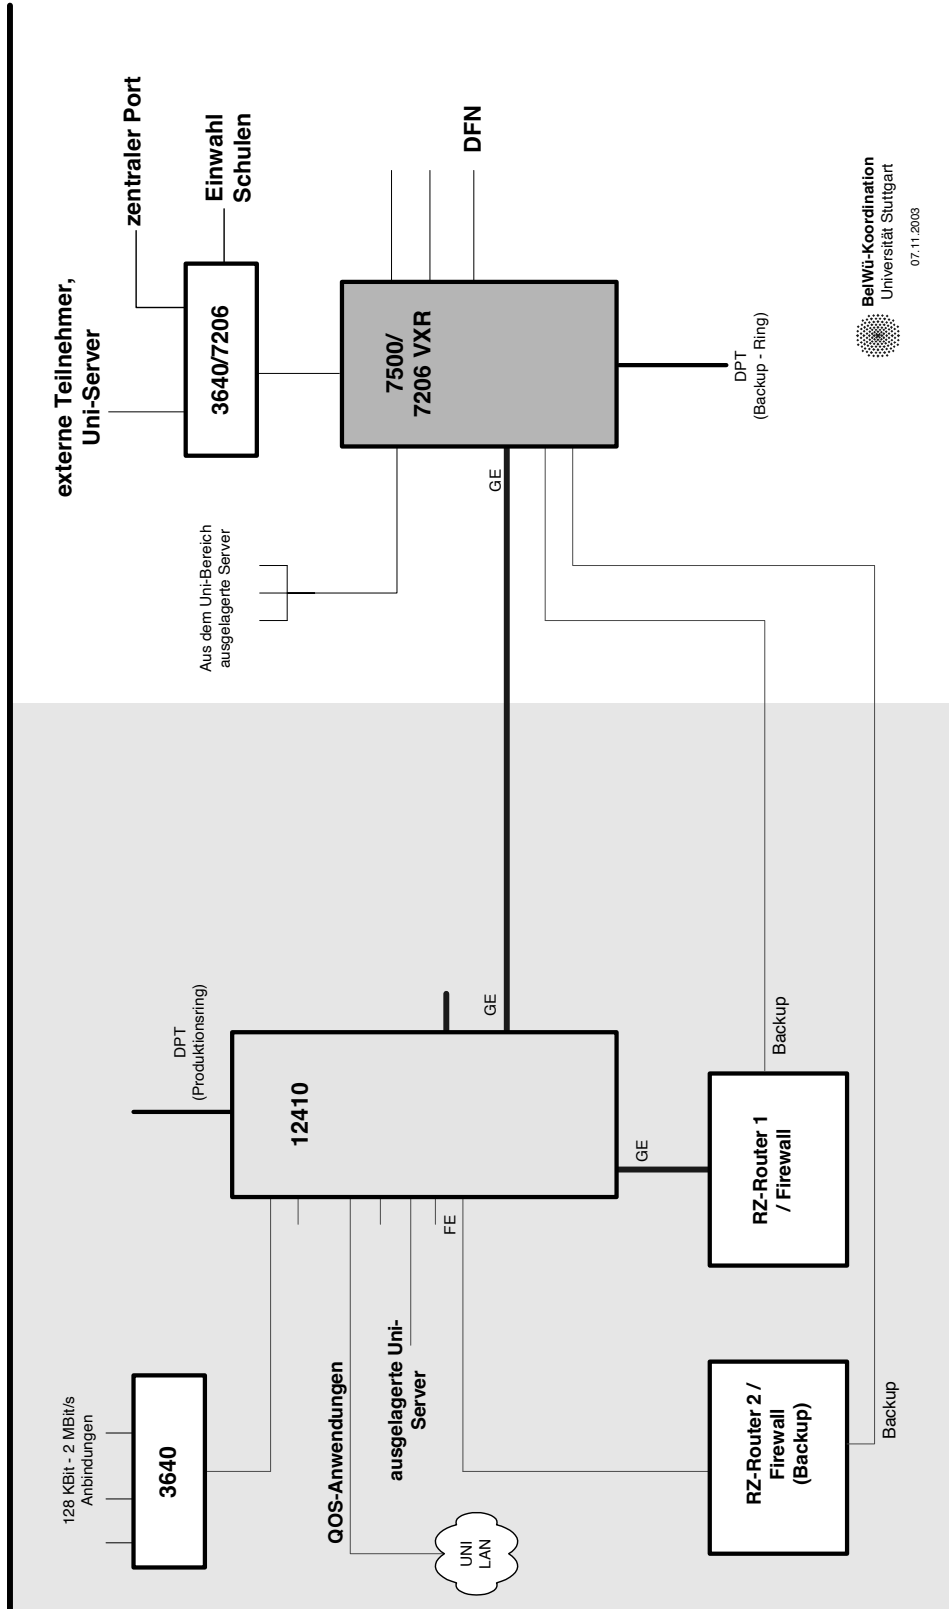 128 KBit - 2 MBit/s
Anbindungen
3640
QOS-Anwendungen
ausgelagerte Uni-
Server
UNI
LAN
FE
DPT
(Produktionsring)
12410
GE
GE
RZ-Router 1
/ Firewall
Backup
RZ-Router 2 /
Firewall
(Backup)
Backup
Aus dem Uni-Bereich
ausgelagerte Server
externe Teilnehmer,
Uni-Server
zentraler Port
Einwahl
Schulen
3640/7206
7500/
7206 VXR
GE
DFN
DPT
(Backup - Ring)
BelWü-Koordination
Universität Stuttgart
07.11.2003